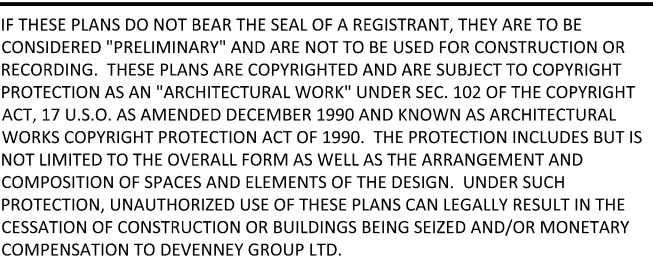 IF THESE PLANS DO NOT BEAR THE SEAL OF A REGISTRANT, THEY ARE TO BE
CONSIDERED "PRELIMINARY" AND ARE NOT TO BE USED FOR CONSTRUCTION OR
RECORDING. THESE PLANS ARE COPYRIGHTED AND ARE SUBJECT TO COPYRIGHT
PROTECTION AS AN "ARCHITECTURAL WORK" UNDER SEC. 102 OF THE COPYRIGHT
ACT, 17 U.S.O. AS AMENDED DECEMBER 1990 AND KNOWN AS ARCHITECTURAL
WORKS COPYRIGHT PROTECTION ACT OF 1990. THE PROTECTION INCLUDES BUT IS
NOT LIMITED TO THE OVERALL FORM AS WELL AS THE ARRANGEMENT AND
COMPOSITION OF SPACES AND ELEMENTS OF THE DESIGN. UNDER SUCH
PROTECTION, UNAUTHORIZED USE OF THESE PLANS CAN LEGALLY RESULT IN THE
CESSATION OF CONSTRUCTION OR BUILDINGS BEING SEIZED AND/OR MONETARY
COMPENSATION TO DEVENNEY GROUP LTD.